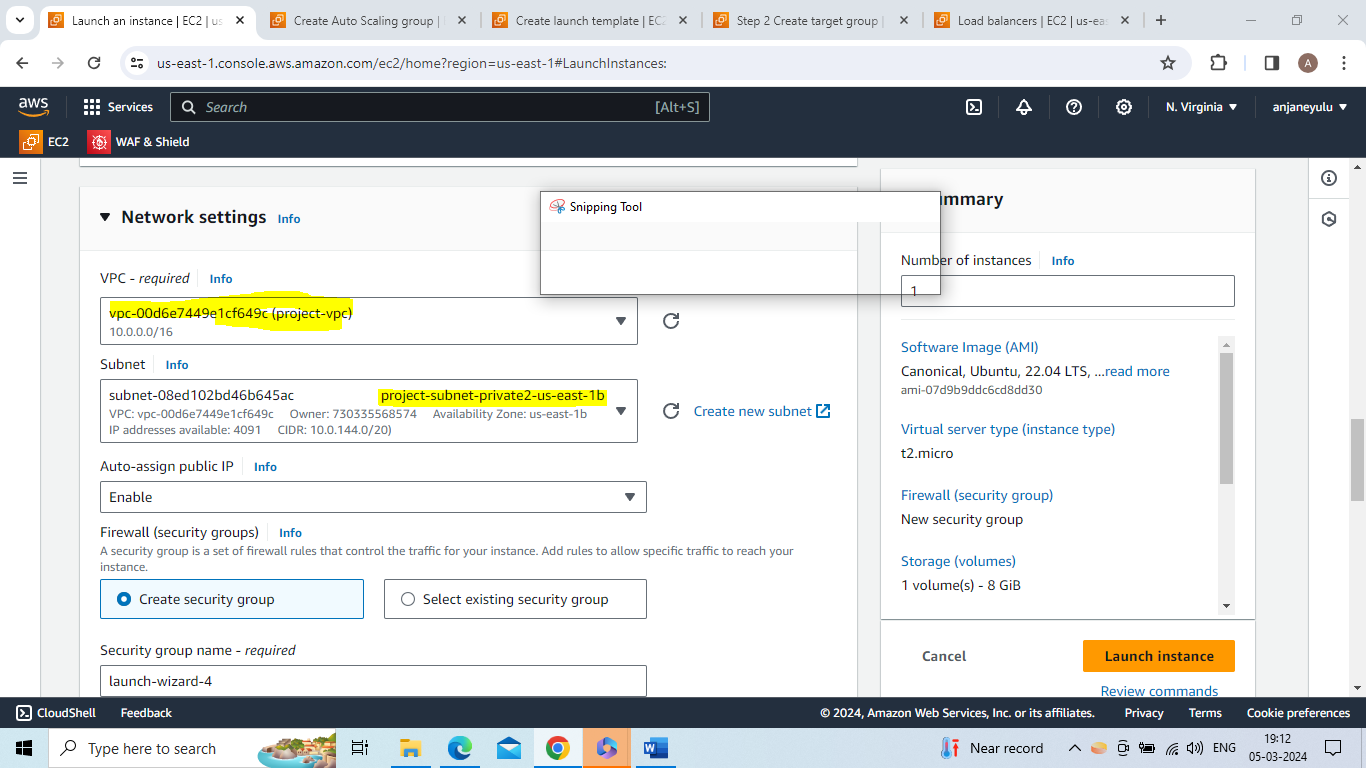 Launch an instance | EC2 | us
Create Auto Scaling group |
Create launch template | EC2
Step 2 Create target group |
Load balancers | EC2 | us-eas
us-east-1.console.aws.amazon.com/ec2/home?region=us-east-1#LaunchInstances:
A
aws
Services
Search
[Alt+S]
N. Virginia
anjaneyulu
EC2
WAF & Shield
Network settings
Info
Snipping Tool
ummary
VPC - required
Info
vpc-00d6e7449e1cf649c (project-vpc)
10.0.0.0/16
Number of instances
Info
1
Subnet
Info
subnet-08ed102bd46b645ac
project-subnet-private2-us-east-1b
VPC: vpc-00d6e7449e1cf649c
Owner: 730335568574
Availability Zone: us-east-1b
IP addresses available: 4091
CIDR: 10.0.144.0/20)
Create new subnet
Auto-assign public IP
Info
Enable
Firewall (security groups)
Info
A security group is a set of firewall rules that control the traffic for your instance. Add rules to allow specific traffic to reach your
instance.
Create security group
Select existing security group
Security group name - required
launch-wizard-4
Software Image (AMI)
Canonical, Ubuntu, 22.04 LTS, ...read more
ami-07d9b9ddc6cd8dd30
Virtual server type (instance type)
t2.micro
Firewall (security group)
New security group
Storage (volumes)
1 volume(s) - 8 GiB
Cancel
Launch instance
Review commands
CloudShell
Feedback
© 2024, Amazon Web Services, Inc. or its affiliates.
Privacy
Terms
Cookie preferences
Type here to search
Near record
ENG
19:12
05-03-2024